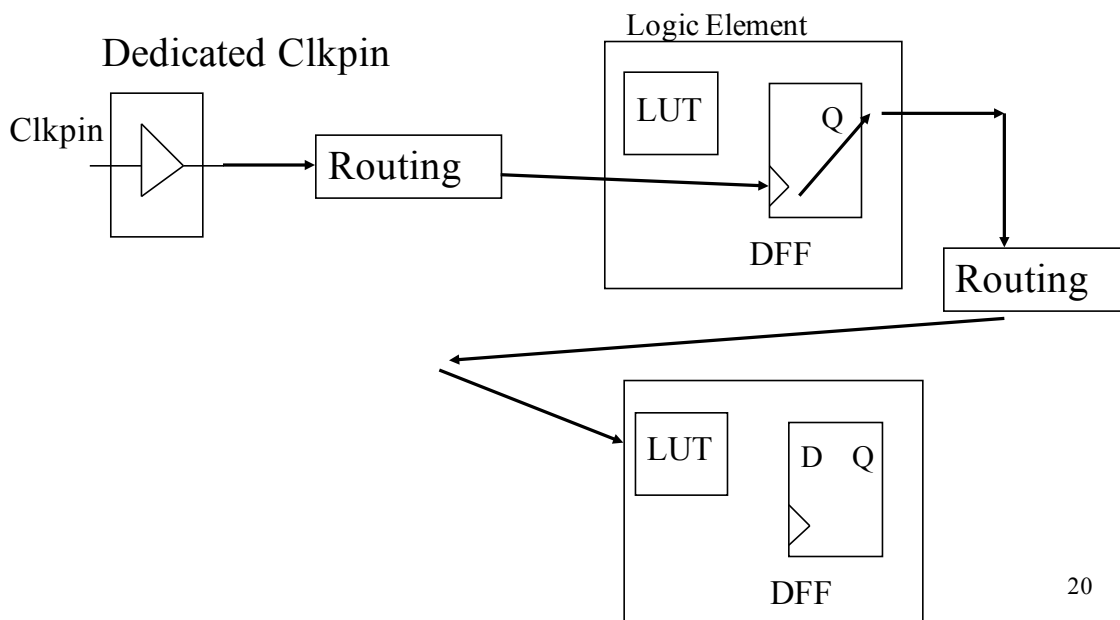 Logic Element
Dedicated Clkpin
Clkpin
LUT
Q
Routing
DFF
Routing
LUT
D Q
DFF
20